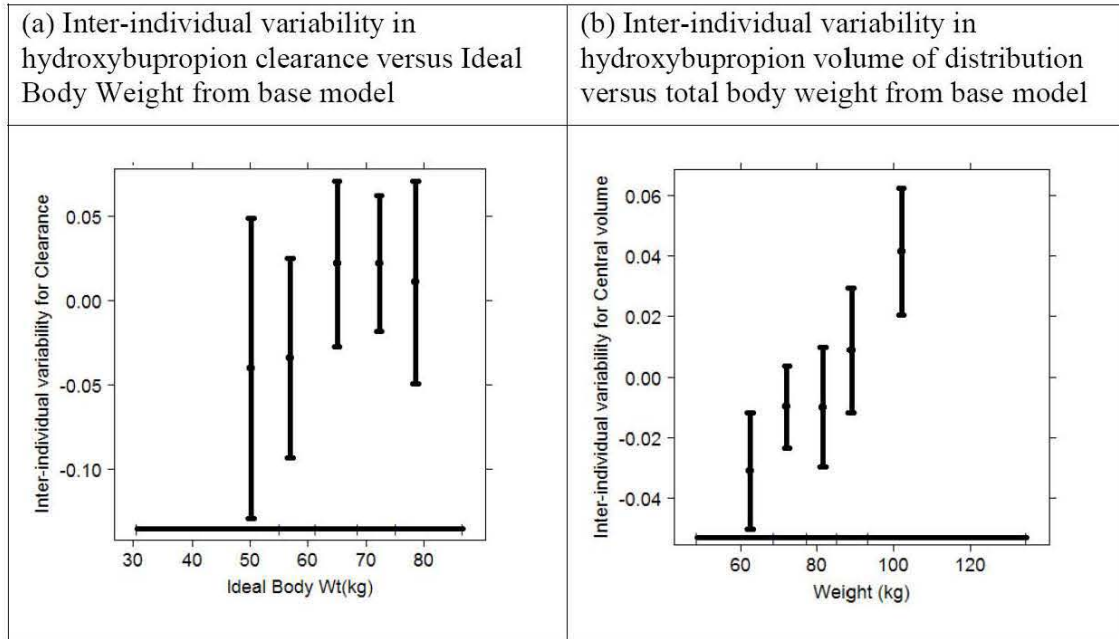 (a) Inter-individual variability in
hydroxybupropion clearance versus Ideal
Body Weight from base model
(b) Inter-individual variability in
hydroxybupropion volume of distribution
versus total body weight from base model
Inter-individual variability for Clearance
0.05
0.00
-0.05
-0.10
30 40 50 60 70 80
Ideal Body Wt(kg)
Inter-individual variability for Central volume
0.06
0.04
0.02
0.00
-0.02
-0.04
60 80 100 120
Weight (kg)